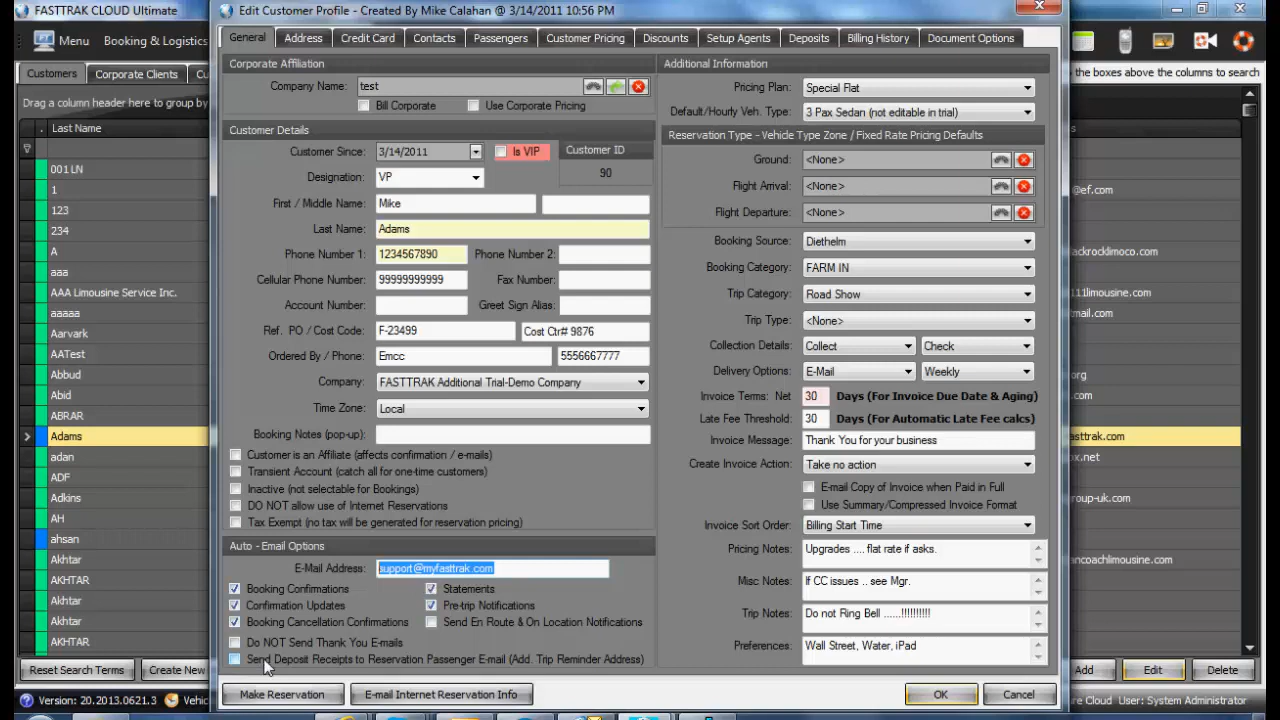 FASTTRAK CLOUD Ultimate
Menu Booking & Logistics
Customers Corporate Clients Cu
the boxes above the columns to search
Drag a column header here to group by
. Last Name
001 LN
1
123
234
A
aaa
AAA Limousine Service Inc.
aaaaa
Aarvark
AATest
Abbud
Abid
ABRAR
Adams
adan
ADF
Adkins
AH
ahsan
Akhtar
AKHTAR
Akhtar
Akhtar
AKHTAR
Reset Search Terms Create New
Version: 20.2013.0621.3 Vehic
Edit Customer Profile - Created By Mike Calahan @ 3/14/2011 10:56 PM
General Address Credit Card Contacts Passengers Customer Pricing Discounts Setup Agents Deposits Billing History Document Options
Corporate Affiliation
Company Name: test
Bill Corporate Use Corporate Pricing
Customer Details
Customer Since: 3/14/2011 Is VIP Customer ID
90
Designation: VP
First / Middle Name: Mike
Last Name: Adams
Phone Number 1: 1234567890 Phone Number 2:
Cellular Phone Number: 99999999999 Fax Number:
Account Number: Greet Sign Alias:
Ref. PO / Cost Code: F-23499 Cost Ctr# 9876
Ordered By / Phone: Emcc 5556667777
Company: FASTTRAK Additional Trial-Demo Company
Time Zone: Local
Booking Notes (pop-up):
Customer is an Affiliate (affects confirmation / e-mails)
Transient Account (catch all for one-time customers)
Inactive (not selectable for Bookings)
DO NOT allow use of Internet Reservations
Tax Exempt (no tax will be generated for reservation pricing)
Auto - Email Options
E-Mail Address: support@myfasttrak.com
Booking Confirmations Statements
Confirmation Updates Pre-trip Notifications
Booking Cancellation Confirmations Send En Route & On Location Notifications
Do NOT Send Thank You E-mails
Send Deposit Receipts to Reservation Passenger E-mail (Add. Trip Reminder Address)
Make Reservation E-mail Internet Reservation Info
Additional Information
Pricing Plan: Special Flat
Default/Hourly Veh. Type: 3 Pax Sedan (not editable in trial)
Reservation Type - Vehicle Type Zone / Fixed Rate Pricing Defaults
Ground: <None>
Flight Arrival: <None>
Flight Departure: <None>
Booking Source: Diethelm
Booking Category: FARM IN
Trip Category: Road Show
Trip Type: <None>
Collection Details: Collect Check
Delivery Options: E-Mail Weekly
Invoice Terms: Net 30 Days (For Invoice Due Date & Aging)
Late Fee Threshold: 30 Days (For Automatic Late Fee calcs)
Invoice Message: Thank You for your business
Create Invoice Action: Take no action
E-mail Copy of Invoice when Paid in Full
Use Summary/Compressed Invoice Format
Invoice Sort Order: Billing Start Time
Pricing Notes: Upgrades .... flat rate if asks.
Misc Notes: If CC issues .. see Mgr.
Trip Notes: Do not Ring Bell ......!!!!!!!!!!
Preferences: Wall Street, Water, iPad
OK Cancel
s
@ef.com
ackrocklimoco.com
111limousine.com
tmail.com
.org
asttrak.com
ox.net
group-uk.com
ancoachlimousine.com
Add Edit Delete
ure Cloud User: System Administrator